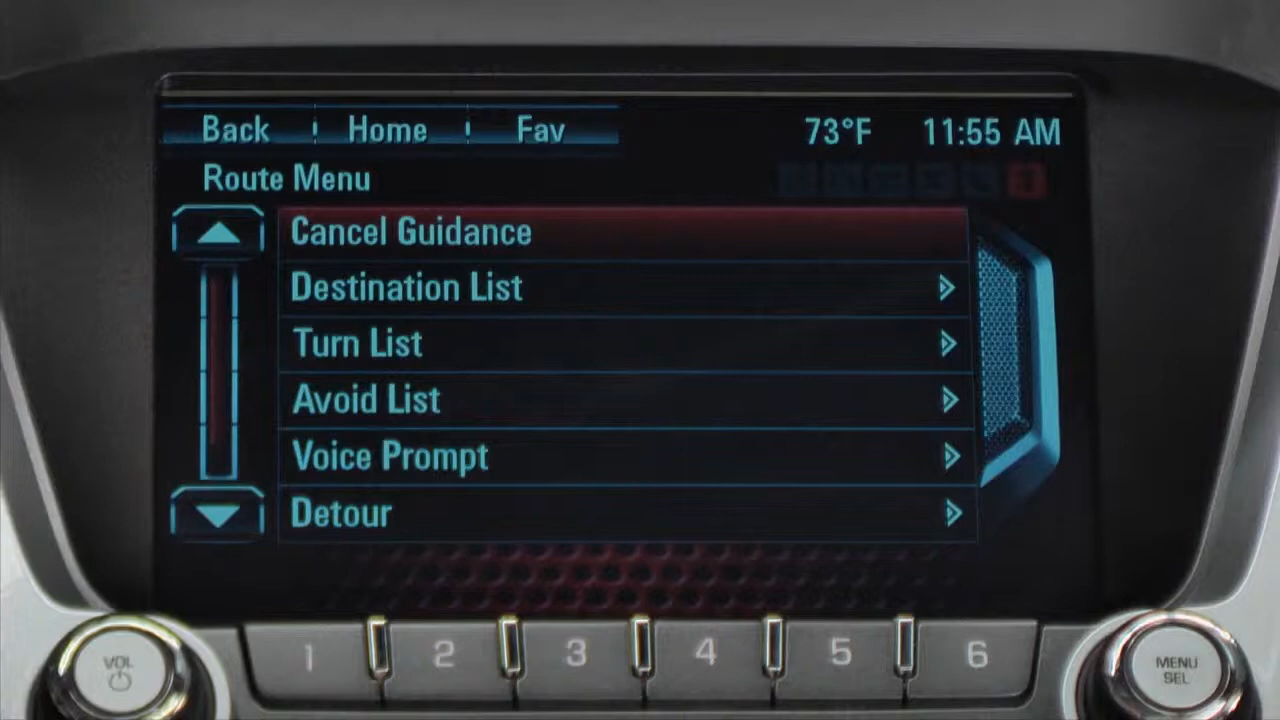 Back Home Fav 73°F 11:55 AM
Route Menu
Cancel Guidance
Destination List
Turn List
Avoid List
Voice Prompt
Detour
1 2 3 4 5 6
VOL
MENU
SEL